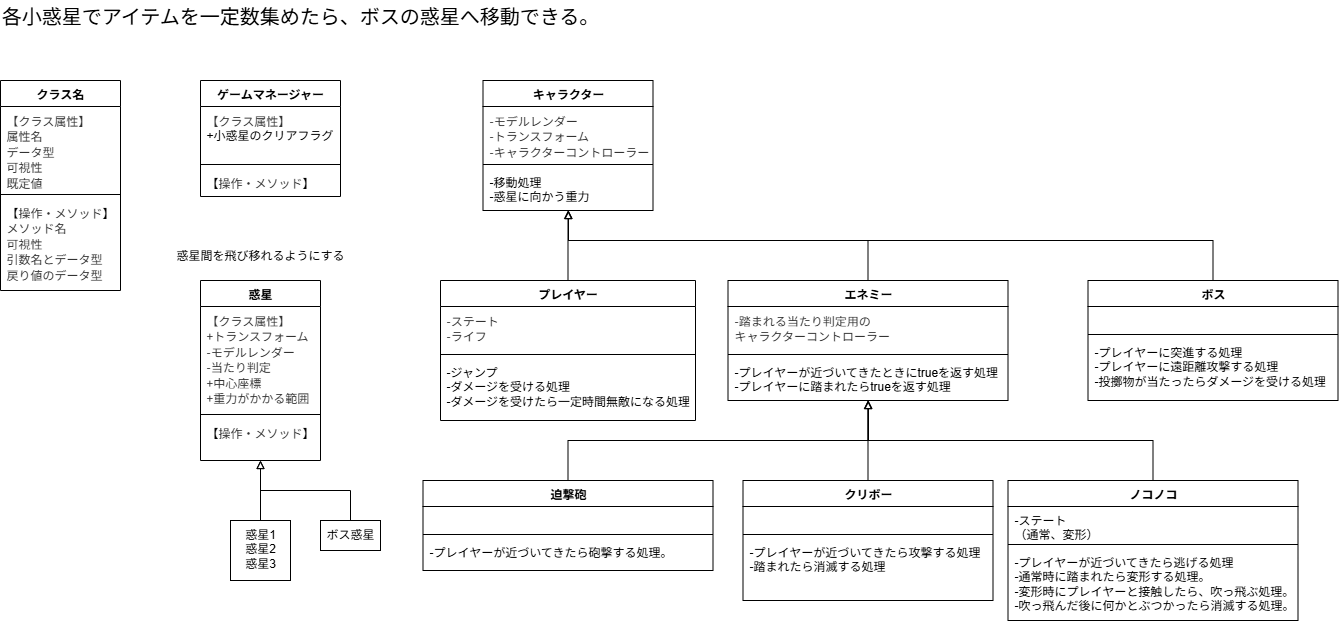 各小惑星でアイテムを一定数集めたら、ボスの惑星へ移動できる。
クラス名
【クラス属性】
属性名
データ型
可視性
既定値
【操作・メソッド】
メソッド名
可視性
引数名とデータ型
戻り値のデータ型
ゲームマネージャー
【クラス属性】
+小惑星のクリアフラグ
【操作・メソッド】
キャラクター
-モデルレンダー
-トランスフォーム
-キャラクターコントローラー
-移動処理
-惑星に向かう重力
惑星間を飛び移れるようにする
惑星
【クラス属性】
+トランスフォーム
-モデルレンダー
-当たり判定
+中心座標
+重力がかかる範囲
【操作・メソッド】
惑星1
惑星2
惑星3
ボス惑星
プレイヤー
-ステート
-ライフ
-ジャンプ
-ダメージを受ける処理
-ダメージを受けたら一定時間無敵になる処理
エネミー
-踏まれる当たり判定用の
キャラクターコントローラー
-プレイヤーが近づいてきたときにtrueを返す処理
-プレイヤーに踏まれたらtrueを返す処理
ボス
-プレイヤーに突進する処理
-プレイヤーに遠距離攻撃する処理
-投擲物が当たったらダメージを受ける処理
迫撃砲
-プレイヤーが近づいてきたら砲撃する処理。
クリボー
-プレイヤーが近づいてきたら攻撃する処理
-踏まれたら消滅する処理
ノコノコ
-ステート
（通常、変形）
-プレイヤーが近づいてきたら逃げる処理
-通常時に踏まれたら変形する処理。
-変形時にプレイヤーと接触したら、吹っ飛ぶ処理。
-吹っ飛んだ後に何かとぶつかったら消滅する処理。